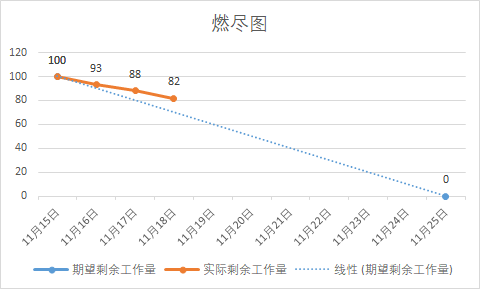 燃尽图
120
100
80
60
40
20
0
100
93
88
82
0
11月15日
11月16日
11月17日
11月18日
11月19日
11月20日
11月21日
11月22日
11月23日
11月24日
11月25日
期望剩余工作量 实际剩余工作量 线性 (期望剩余工作量)